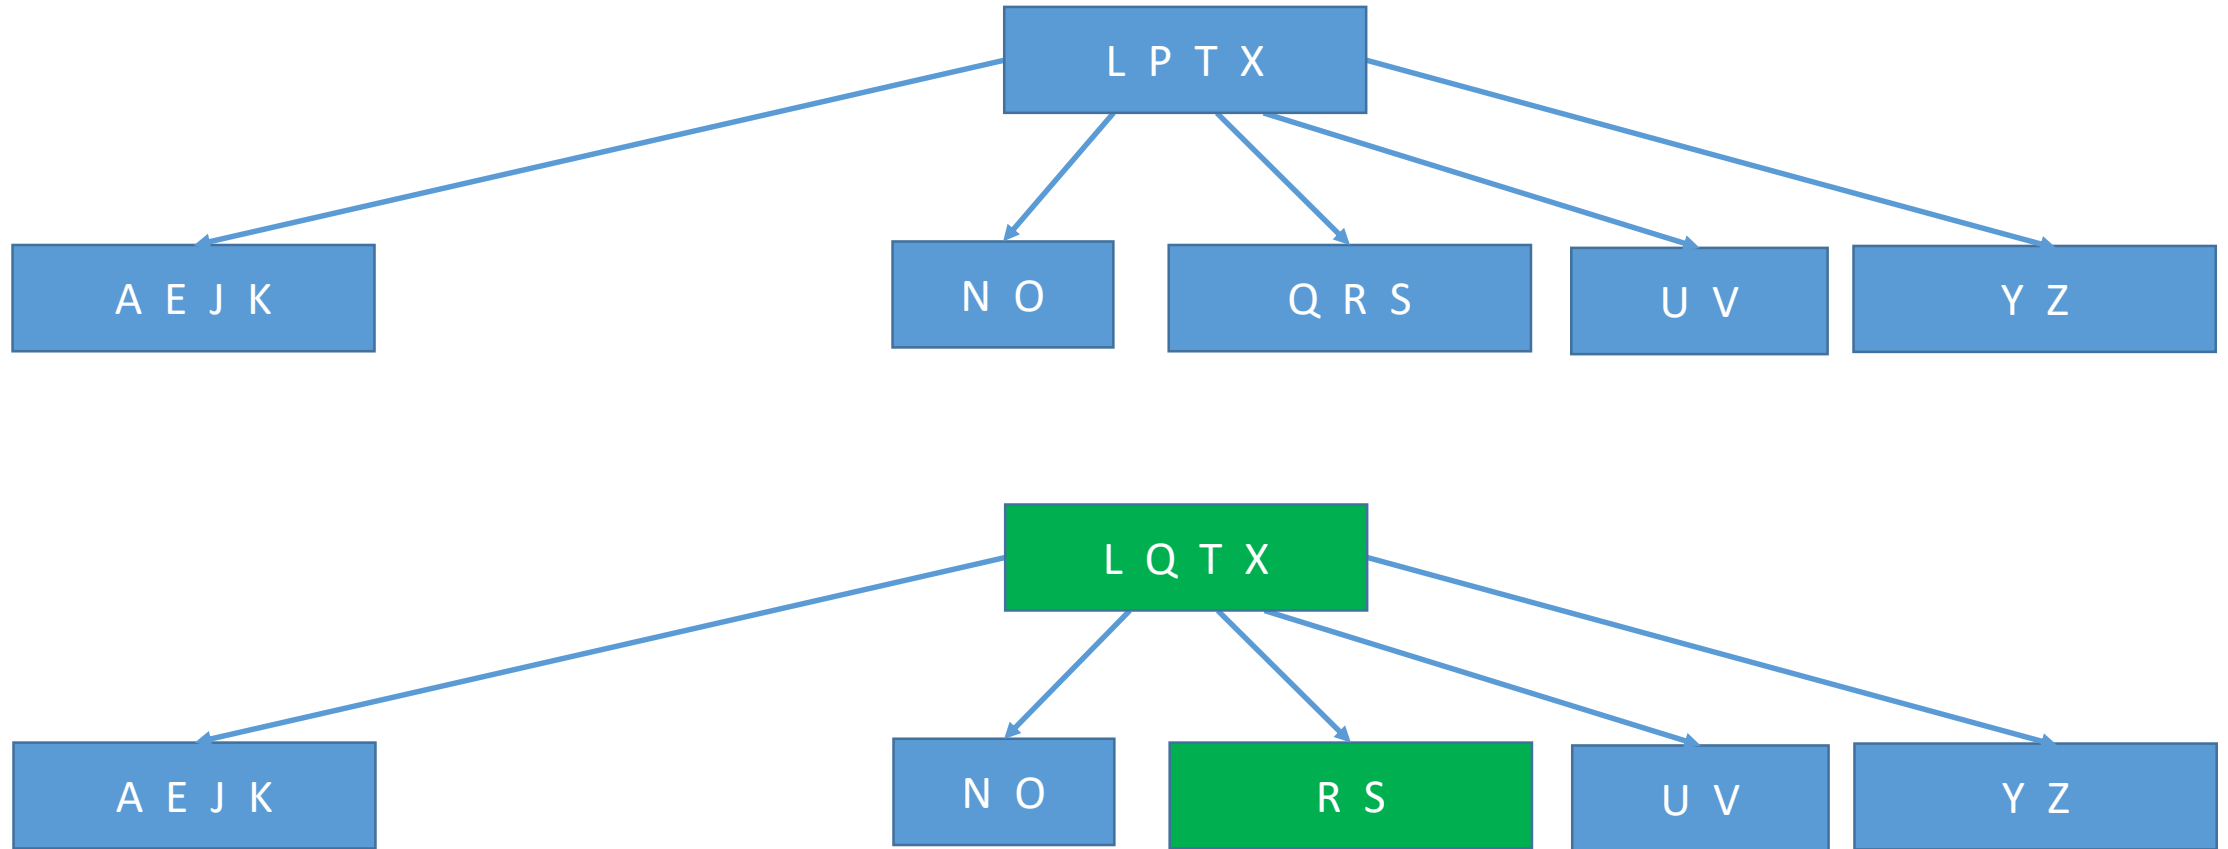 L P T X
A E J K
N O
Q R S
U V
Y Z
L Q T X
A E J K
N O
R S
U V
Y Z